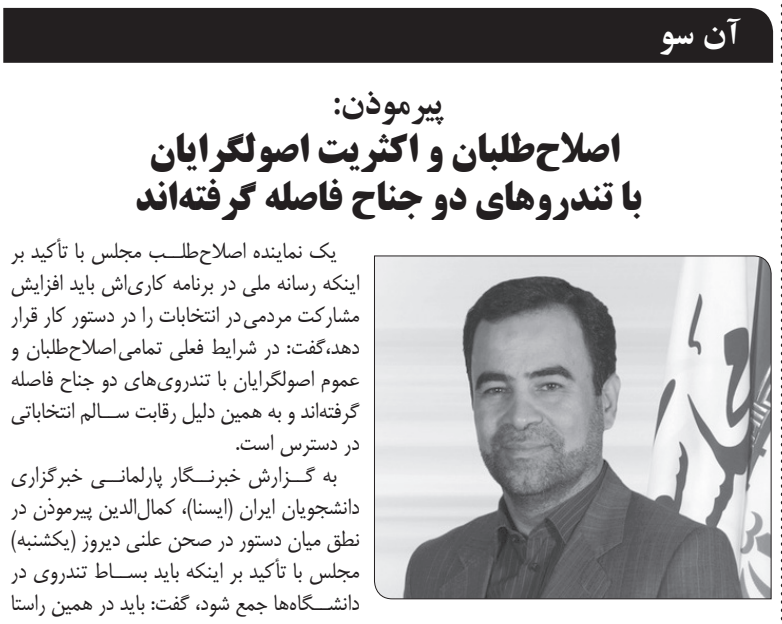 آن سو
پیرموذن:
اصلاح‌طلبان و اکثریت اصولگرایان
با تندروهای دو جناح فاصله گرفته‌اند
یک نماینده اصلاح‌طلب مجلس با تأکید بر
اینکه رسانه ملی در برنامه کاری‌اش باید افزایش
مشارکت مردمی در انتخابات را در دستور کار قرار
دهد،گفت: در شرایط فعلی تمامی اصلاح‌طلبان و
عموم اصولگرایان با تندروی‌های دو جناح فاصله
گرفته‌اند و به همین دلیل رقابت سالم انتخاباتی
در دسترس است.
به گزارش خبرنگار پارلمانی خبرگزاری
دانشجویان ایران (ایسنا)، کمال‌الدین پیرموذن در
نطق میان دستور در صحن علنی دیروز (یکشنبه)
مجلس با تأکید بر اینکه باید بساط تندروی در
دانشگاه‌ها جمع شود، گفت: باید در همین راستا